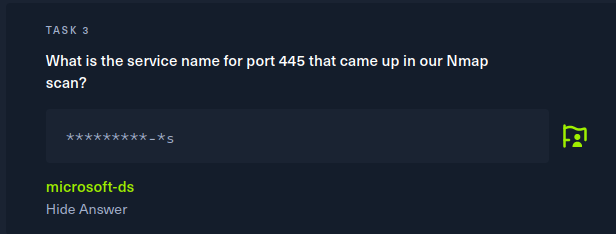 TASK 3
What is the service name for port 445 that came up in our Nmap
scan?
*********-*s
microsoft-ds
Hide Answer